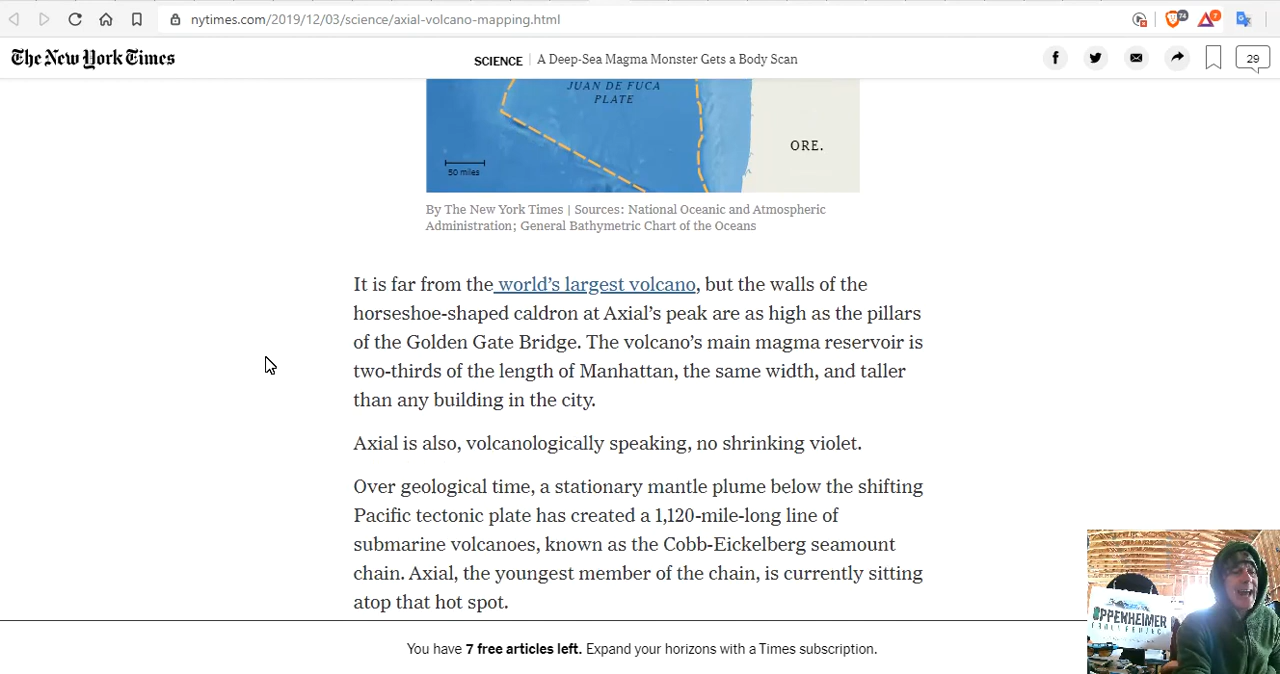 nytimes.com/2019/12/03/science/axial-volcano-mapping.html
74
7
The New York Times
SCIENCE | A Deep-Sea Magma Monster Gets a Body Scan
29
JUAN DE FUCA
PLATE
ORE.
50 miles
By The New York Times | Sources: National Oceanic and Atmospheric
Administration; General Bathymetric Chart of the Oceans
It is far from the world’s largest volcano, but the walls of the
horseshoe-shaped caldron at Axial’s peak are as high as the pillars
of the Golden Gate Bridge. The volcano’s main magma reservoir is
two-thirds of the length of Manhattan, the same width, and taller
than any building in the city.
Axial is also, volcanologically speaking, no shrinking violet.
Over geological time, a stationary mantle plume below the shifting
Pacific tectonic plate has created a 1,120-mile-long line of
submarine volcanoes, known as the Cobb-Eickelberg seamount
chain. Axial, the youngest member of the chain, is currently sitting
atop that hot spot.
OPPENHEIMER
You have 7 free articles left. Expand your horizons with a Times subscription.